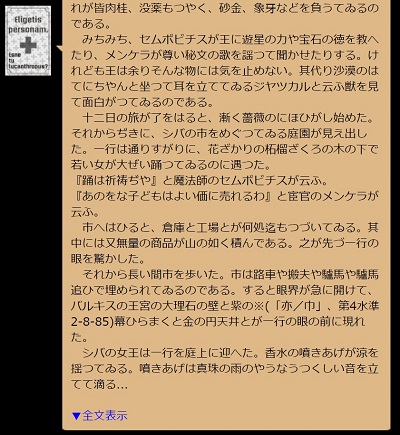 Eligetis
personam.
tune
tu
lucanthropus?
れが皆肉桂、没薬もつやく、砂金、象牙などを負うてゐるの
である。
みちみち、セムボビチスが王に遊星の力や宝石の徳を教へ
たり、メンケラが尊い秘文の歌を謡つて聞かせたりする。け
れども王は余りそんな物には気を止めない。其代り沙漠のは
てにちやんと坐つて耳を立ててゐるジヤツカルと云ふ獣を見
て面白がつてゐるのである。
十二日の旅が了をはると、漸く薔薇のにほひがし始めた。
それからぢきに、シバの市をめぐつてゐる庭園が見え出し
た。一行は通りすがりに、花ざかりの柘榴ざくろの木の下で
若い女が大ぜい踊つてゐるのに遇つた。
『踊は祈祷ぢや』と魔法師のセムボビチスが云ふ。
『あのをな子どもはよい価に売れるわ』と宦官のメンケラが
云ふ。
市へはひると、倉庫と工場とが何処迄もつづいてゐる。其
中には又無量の商品が山の如く積んである。之が先づ一行の
眼を驚かした。
それから長い間市を歩いた。市は路車や搬夫や驢馬や驢馬
追ひで埋められてゐるのである。すると眼界が急に開けて、
バルキスの王宮の大理石の壁と紫の※(「亦／巾」、第4水準
2-8-85)幕ひらまくと金の円天井とが一行の眼の前に現れ
た。
シバの女王は一行を庭上に迎へた。香水の噴きあげが涼を
揺つてゐる。噴きあげは真珠の雨のやうなうつくしい音を立
てて滴る...
▼全文表示